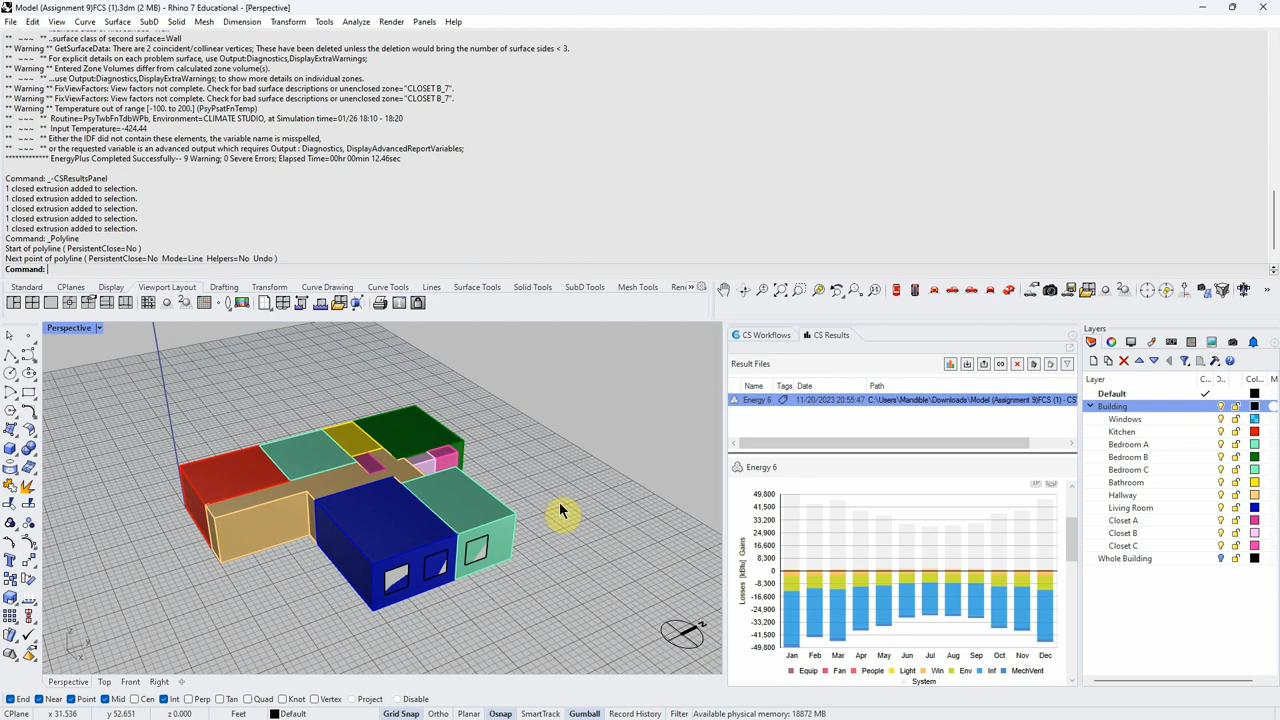 Model (Assignment 9)FCS (1).3dm (2 MB) - Rhino 7 Educational - [Perspective]
File Edit View Curve Surface SubD Solid Mesh Dimension Transform Tools Analyze Render Panels Help
** ~~~ ** ..surface class of second surface=Wall
** Warning ** GetSurfaceData: There are 2 coincident/collinear vertices; These have been deleted unless the deletion would bring the number of surface sides < 3.
** ~~~ ** For explicit details on each problem surface, use Output:Diagnostics,DisplayExtraWarnings;
** Warning ** Entered Zone Volumes differ from calculated zone volume(s).
** ~~~ ** ...use Output:Diagnostics,DisplayExtraWarnings; to show more details on individual zones.
** Warning ** FixViewFactors: View factors not complete. Check for bad surface descriptions or unenclosed zone="CLOSET B_7".
** Warning ** FixViewFactors: View factors not complete. Check for bad surface descriptions or unenclosed zone="CLOSET B_7".
** Warning ** Temperature out of range [-100. to 200.] (PsyPsatFnTemp)
** ~~~ ** Routine=PsyTwbFnTdbWPb, Environment=CLIMATE STUDIO, at Simulation time=01/26 18:10 - 18:20
** ~~~ ** Input Temperature=-424.44
** ~~~ ** Either the IDF did not contain these elements, the variable name is misspelled,
** ~~~ ** or the requested variable is an advanced output which requires Output : Diagnostics, DisplayAdvancedReportVariables;
************* EnergyPlus Completed Successfully-- 9 Warning; 0 Severe Errors; Elapsed Time=00hr 00min 12.46sec
Command: _-CSResultsPanel
1 closed extrusion added to selection.
1 closed extrusion added to selection.
1 closed extrusion added to selection.
1 closed extrusion added to selection.
1 closed extrusion added to selection.
Command: _Polyline
Start of polyline ( PersistentClose=No )
Next point of polyline ( PersistentClose=No Mode=Line Helpers=No Undo )
Command:
Standard CPlanes Display Viewport Layout Drafting Transform Curve Drawing Curve Tools Lines Surface Tools Solid Tools SubD Tools Mesh Tools Render »
Perspective
CS Workflows CS Results
Result Files
Name Tags Date Path
Energy 6 11/20/2023 20:55:47 C:\Users\Mandible\Downloads\Model (Assignment 9)FCS (1) - CS
Energy 6
Losses [kBtu] Gains
49,800
41,500
33,200
24,900
16,600
8,300
0
-8,300
-16,600
-24,900
-33,200
-41,500
-49,800
Jan Feb Mar Apr May Jun Jul Aug Sep Oct Nov Dec
Equip Fan People Light Win Env Inf MechVent
System
Layers
Layer C... Col... M
Default
Building
Windows
Kitchen
Bedroom A
Bedroom B
Bedroom C
Bathroom
Hallway
Living Room
Closet A
Closet B
Closet C
Whole Building
Perspective Top Front Right
End Near Point Mid Cen Int Perp Tan Quad Knot Vertex Project Disable
CPlane x 31.536 y 52.651 z 0.000 Feet Default Grid Snap Ortho Planar Osnap SmartTrack Gumball Record History Filter Available physical memory: 18872 MB